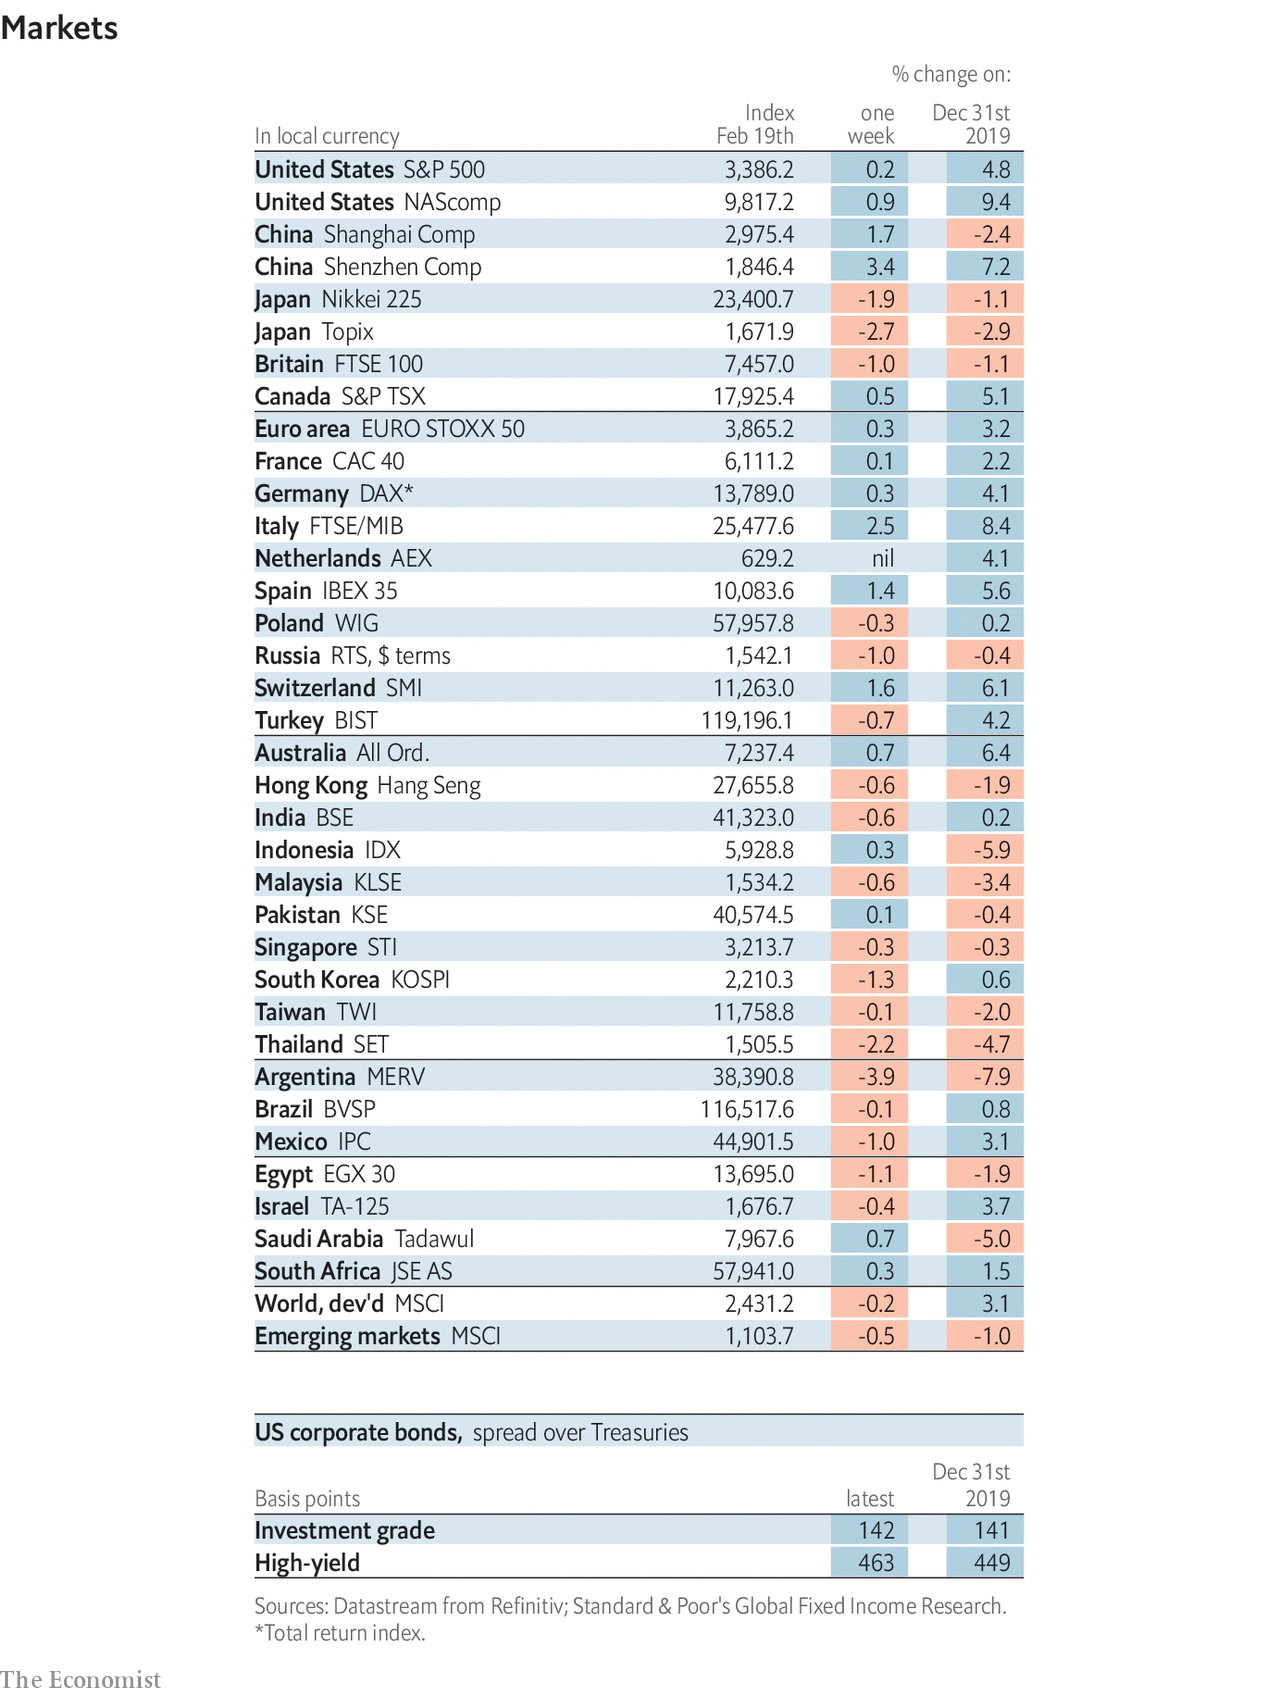 Markets
% change on:
Index one Dec 31st
In local currency Feb 19th week 2019
United States S&P 500 3,386.2 0.2 4.8
United States NAScomp 9,817.2 0.9 9.4
China Shanghai Comp 2,975.4 1.7 -2.4
China Shenzhen Comp 1,846.4 3.4 7.2
Japan Nikkei 225 23,400.7 -1.9 -1.1
Japan Topix 1,671.9 -2.7 -2.9
Britain FTSE 100 7,457.0 -1.0 -1.1
Canada S&P TSX 17,925.4 0.5 5.1
Euro area EURO STOXX 50 3,865.2 0.3 3.2
France CAC 40 6,111.2 0.1 2.2
Germany DAX* 13,789.0 0.3 4.1
Italy FTSE/MIB 25,477.6 2.5 8.4
Netherlands AEX 629.2 nil 4.1
Spain IBEX 35 10,083.6 1.4 5.6
Poland WIG 57,957.8 -0.3 0.2
Russia RTS, $ terms 1,542.1 -1.0 -0.4
Switzerland SMI 11,263.0 1.6 6.1
Turkey BIST 119,196.1 -0.7 4.2
Australia All Ord. 7,237.4 0.7 6.4
Hong Kong Hang Seng 27,655.8 -0.6 -1.9
India BSE 41,323.0 -0.6 0.2
Indonesia IDX 5,928.8 0.3 -5.9
Malaysia KLSE 1,534.2 -0.6 -3.4
Pakistan KSE 40,574.5 0.1 -0.4
Singapore STI 3,213.7 -0.3 -0.3
South Korea KOSPI 2,210.3 -1.3 0.6
Taiwan TWI 11,758.8 -0.1 -2.0
Thailand SET 1,505.5 -2.2 -4.7
Argentina MERV 38,390.8 -3.9 -7.9
Brazil BVSP 116,517.6 -0.1 0.8
Mexico IPC 44,901.5 -1.0 3.1
Egypt EGX 30 13,695.0 -1.1 -1.9
Israel TA-125 1,676.7 -0.4 3.7
Saudi Arabia Tadawul 7,967.6 0.7 -5.0
South Africa JSE AS 57,941.0 0.3 1.5
World, dev'd MSCI 2,431.2 -0.2 3.1
Emerging markets MSCI 1,103.7 -0.5 -1.0
US corporate bonds, spread over Treasuries
Dec 31st
Basis points latest 2019
Investment grade 142 141
High-yield 463 449
Sources: Datastream from Refinitiv; Standard & Poor's Global Fixed Income Research.
*Total return index.
The Economist